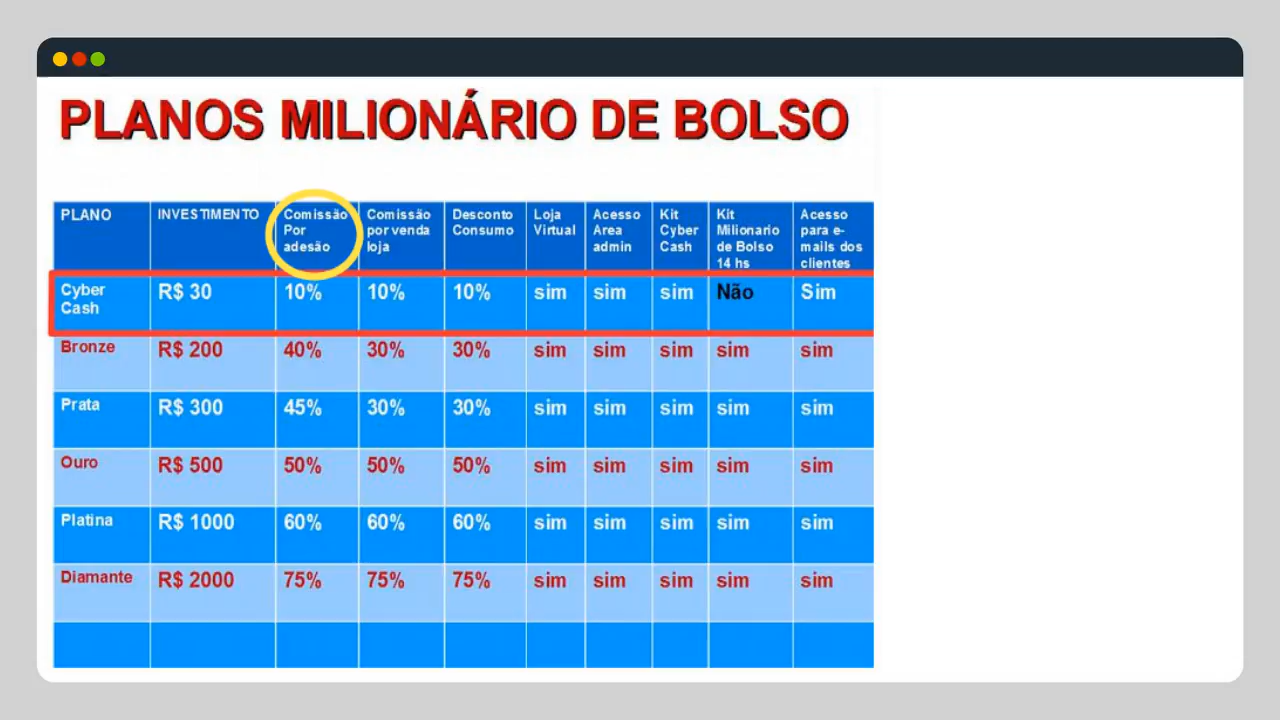 PLANOS MILIONÁRIO DE BOLSO
PLANO INVESTIMENTO Comissão Por adesão Comissão por venda loja Desconto Consumo Loja Virtual Acesso Area admin Kit Cyber Cash Kit Milionario de Bolso 14 hs Acesso para e-mails dos clientes
Cyber Cash R$ 30 10% 10% 10% sim sim sim Não Sim
Bronze R$ 200 40% 30% 30% sim sim sim sim sim
Prata R$ 300 45% 30% 30% sim sim sim sim sim
Ouro R$ 500 50% 50% 50% sim sim sim sim sim
Platina R$ 1000 60% 60% 60% sim sim sim sim sim
Diamante R$ 2000 75% 75% 75% sim sim sim sim sim